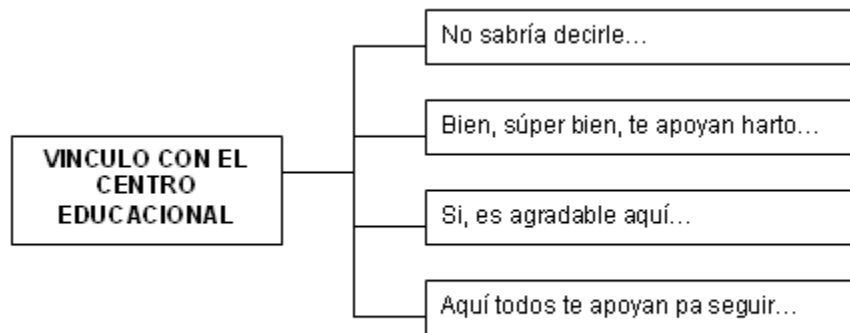 VINCULO CON EL
CENTRO
EDUCACIONAL
No sabría decirle…
Bien, súper bien, te apoyan harto…
Si, es agradable aquí…
Aquí todos te apoyan pa seguir…